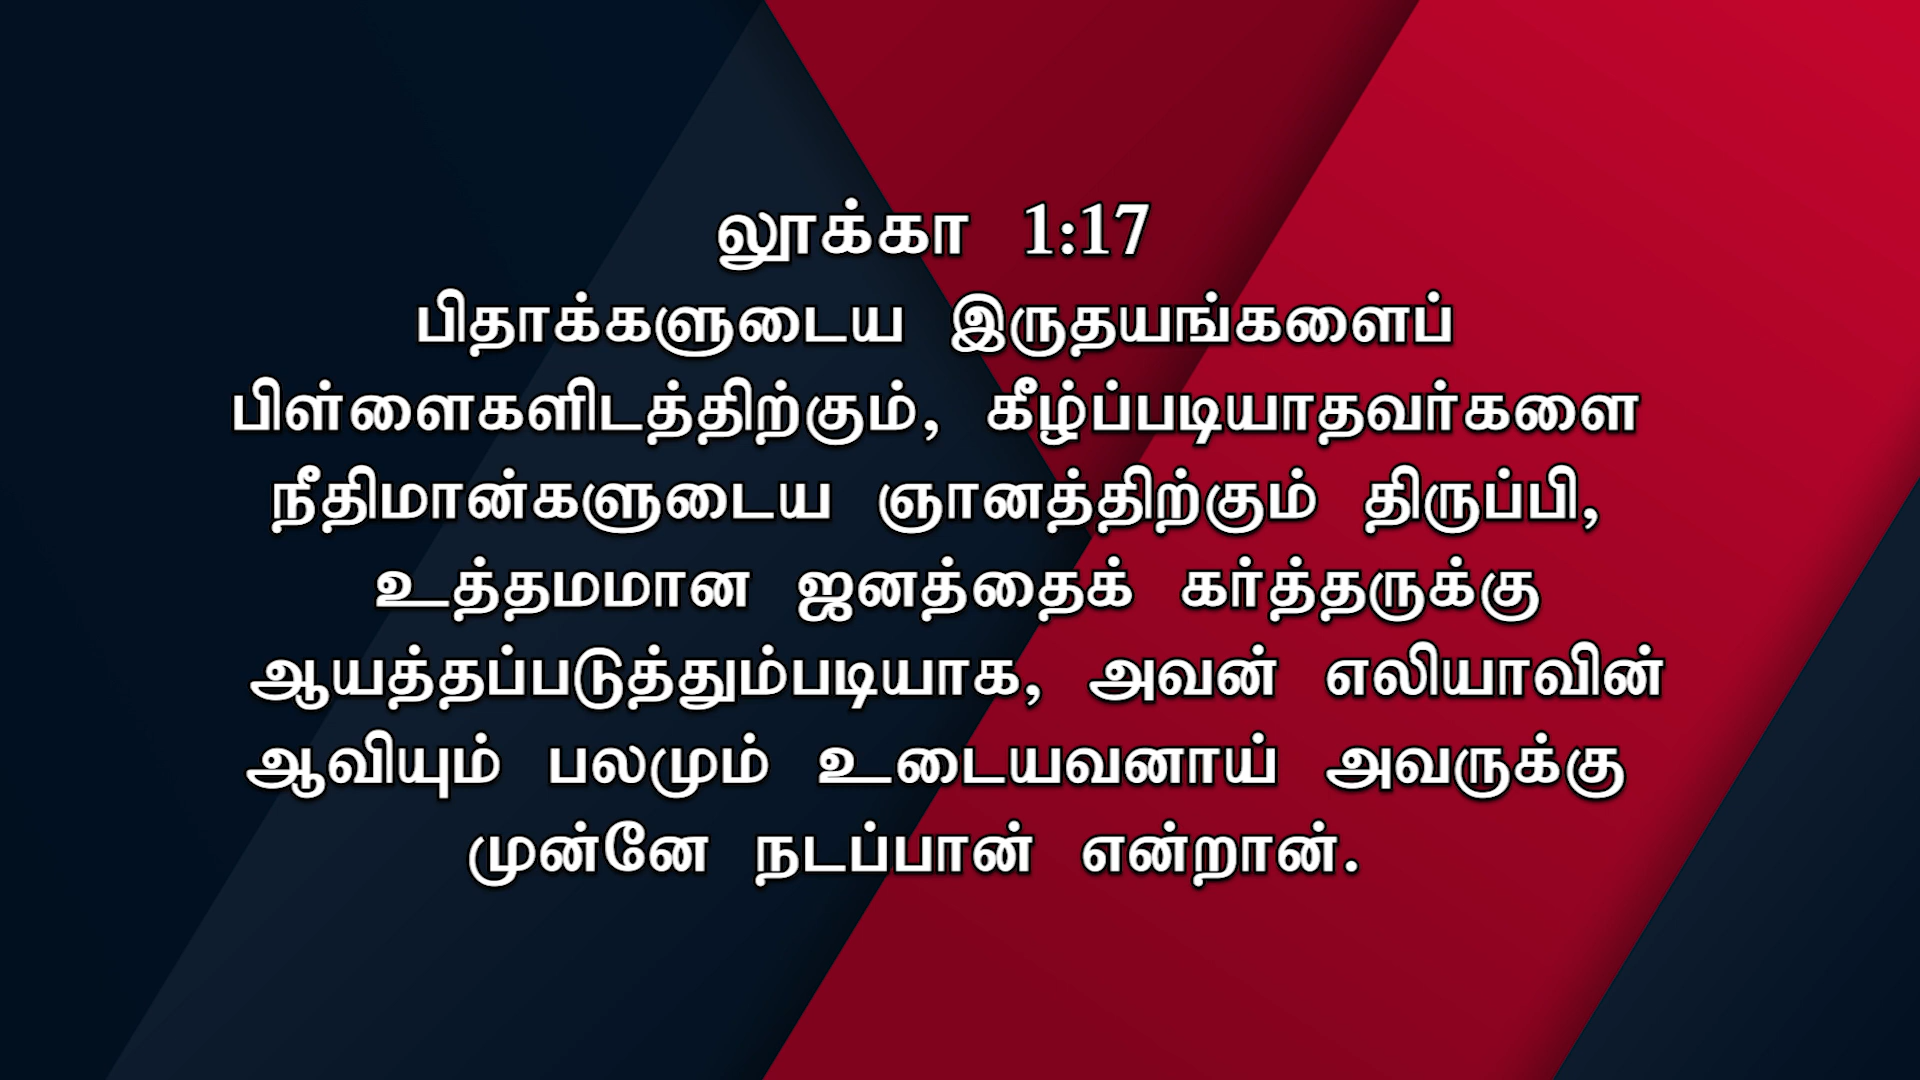 லூக்கா 1:17
பிதாக்களுடைய இருதயங்களைப்
பிள்ளைகளிடத்திற்கும், கீழ்ப்படியாதவர்களை
நீதிமான்களுடைய ஞானத்திற்கும் திருப்பி,
உத்தமமான ஜனத்தைக் கர்த்தருக்கு
ஆயத்தப்படுத்தும்படியாக, அவன் எலியாவின்
ஆவியும் பலமும் உடையவனாய் அவருக்கு
முன்னே நடப்பான் என்றான்.